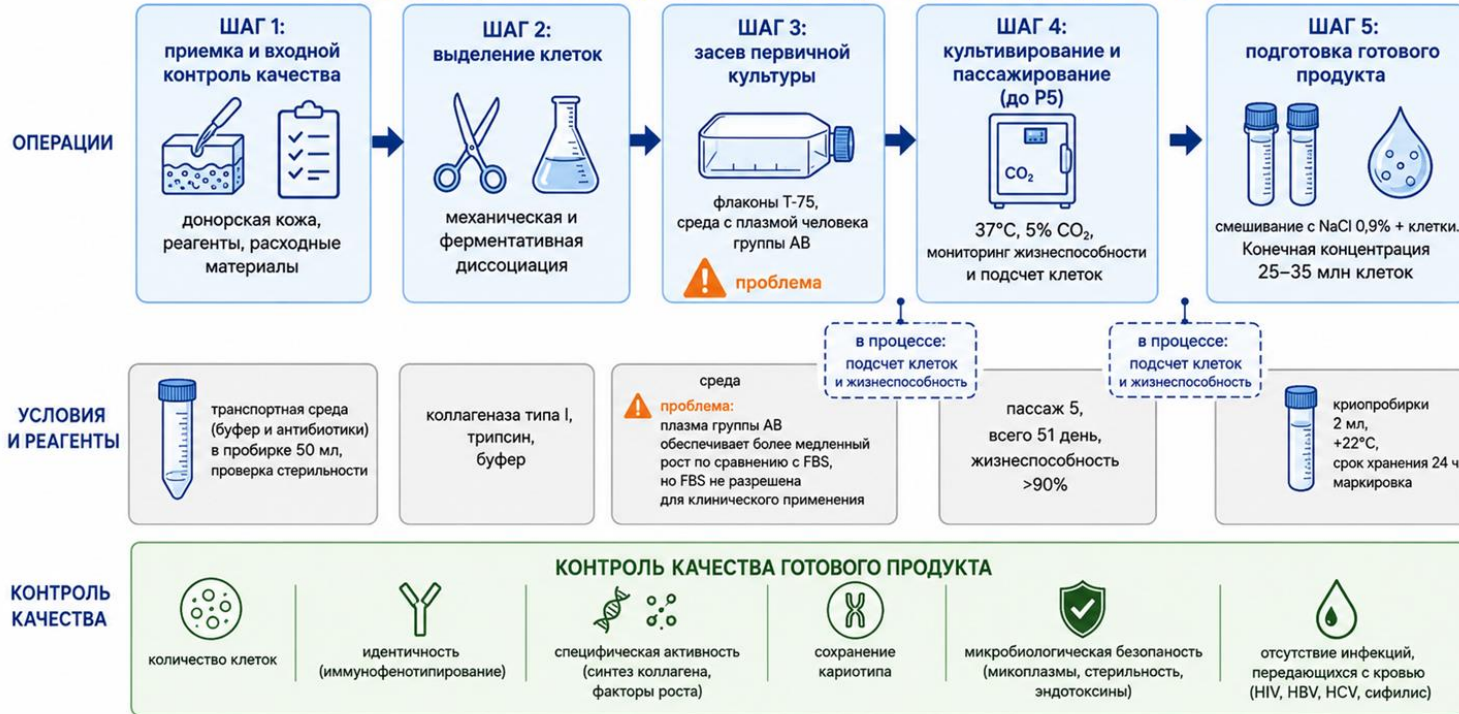 ШАГ 1:
приемка и входной
контроль качества
донорская кожа,
реагенты, расходные
материалы
ШАГ 2:
выделение клеток
механическая и
ферментативная
диссоциация
ШАГ 3:
засев первичной
культуры
флаконы Т-75,
среда с плазмой человека
группы АВ
проблема
ШАГ 4:
культивирование и
пассажирование
(до Р5)
CO₂
37°C, 5% CO₂,
мониторинг жизнеспособности
и подсчет клеток
ШАГ 5:
подготовка готового
продукта
смешивание с NaCl 0,9% + клетки.
Конечная концентрация
25–35 млн клеток
ОПЕРАЦИИ
в процессе:
подсчет клеток
и жизнеспособность
в процессе:
подсчет клеток
и жизнеспособность
УСЛОВИЯ
И РЕАГЕНТЫ
транспортная среда
(буфер и антибиотики)
в пробирке 50 мл,
проверка стерильности
коллагеназа типа I,
трипсин,
буфер
среда
проблема:
плазма группы АВ
обеспечивает более медленный
рост по сравнению с FBS,
но FBS не разрешена
для клинического применения
пассаж 5,
всего 51 день,
жизнеспособность
>90%
криопробирки
2 мл,
+22°C,
срок хранения 24 ч
маркировка
КОНТРОЛЬ
КАЧЕСТВА
КОНТРОЛЬ КАЧЕСТВА ГОТОВОГО ПРОДУКТА
количество клеток
идентичность
(иммунофенотипирование)
специфическая активность
(синтез коллагена,
факторы роста)
сохранение
кариотипа
микробиологическая безопаность
(микоплазмы, стерильность,
эндотоксины)
отсутствие инфекций,
передающихся с кровью
(HIV, HBV, HCV, сифилис)